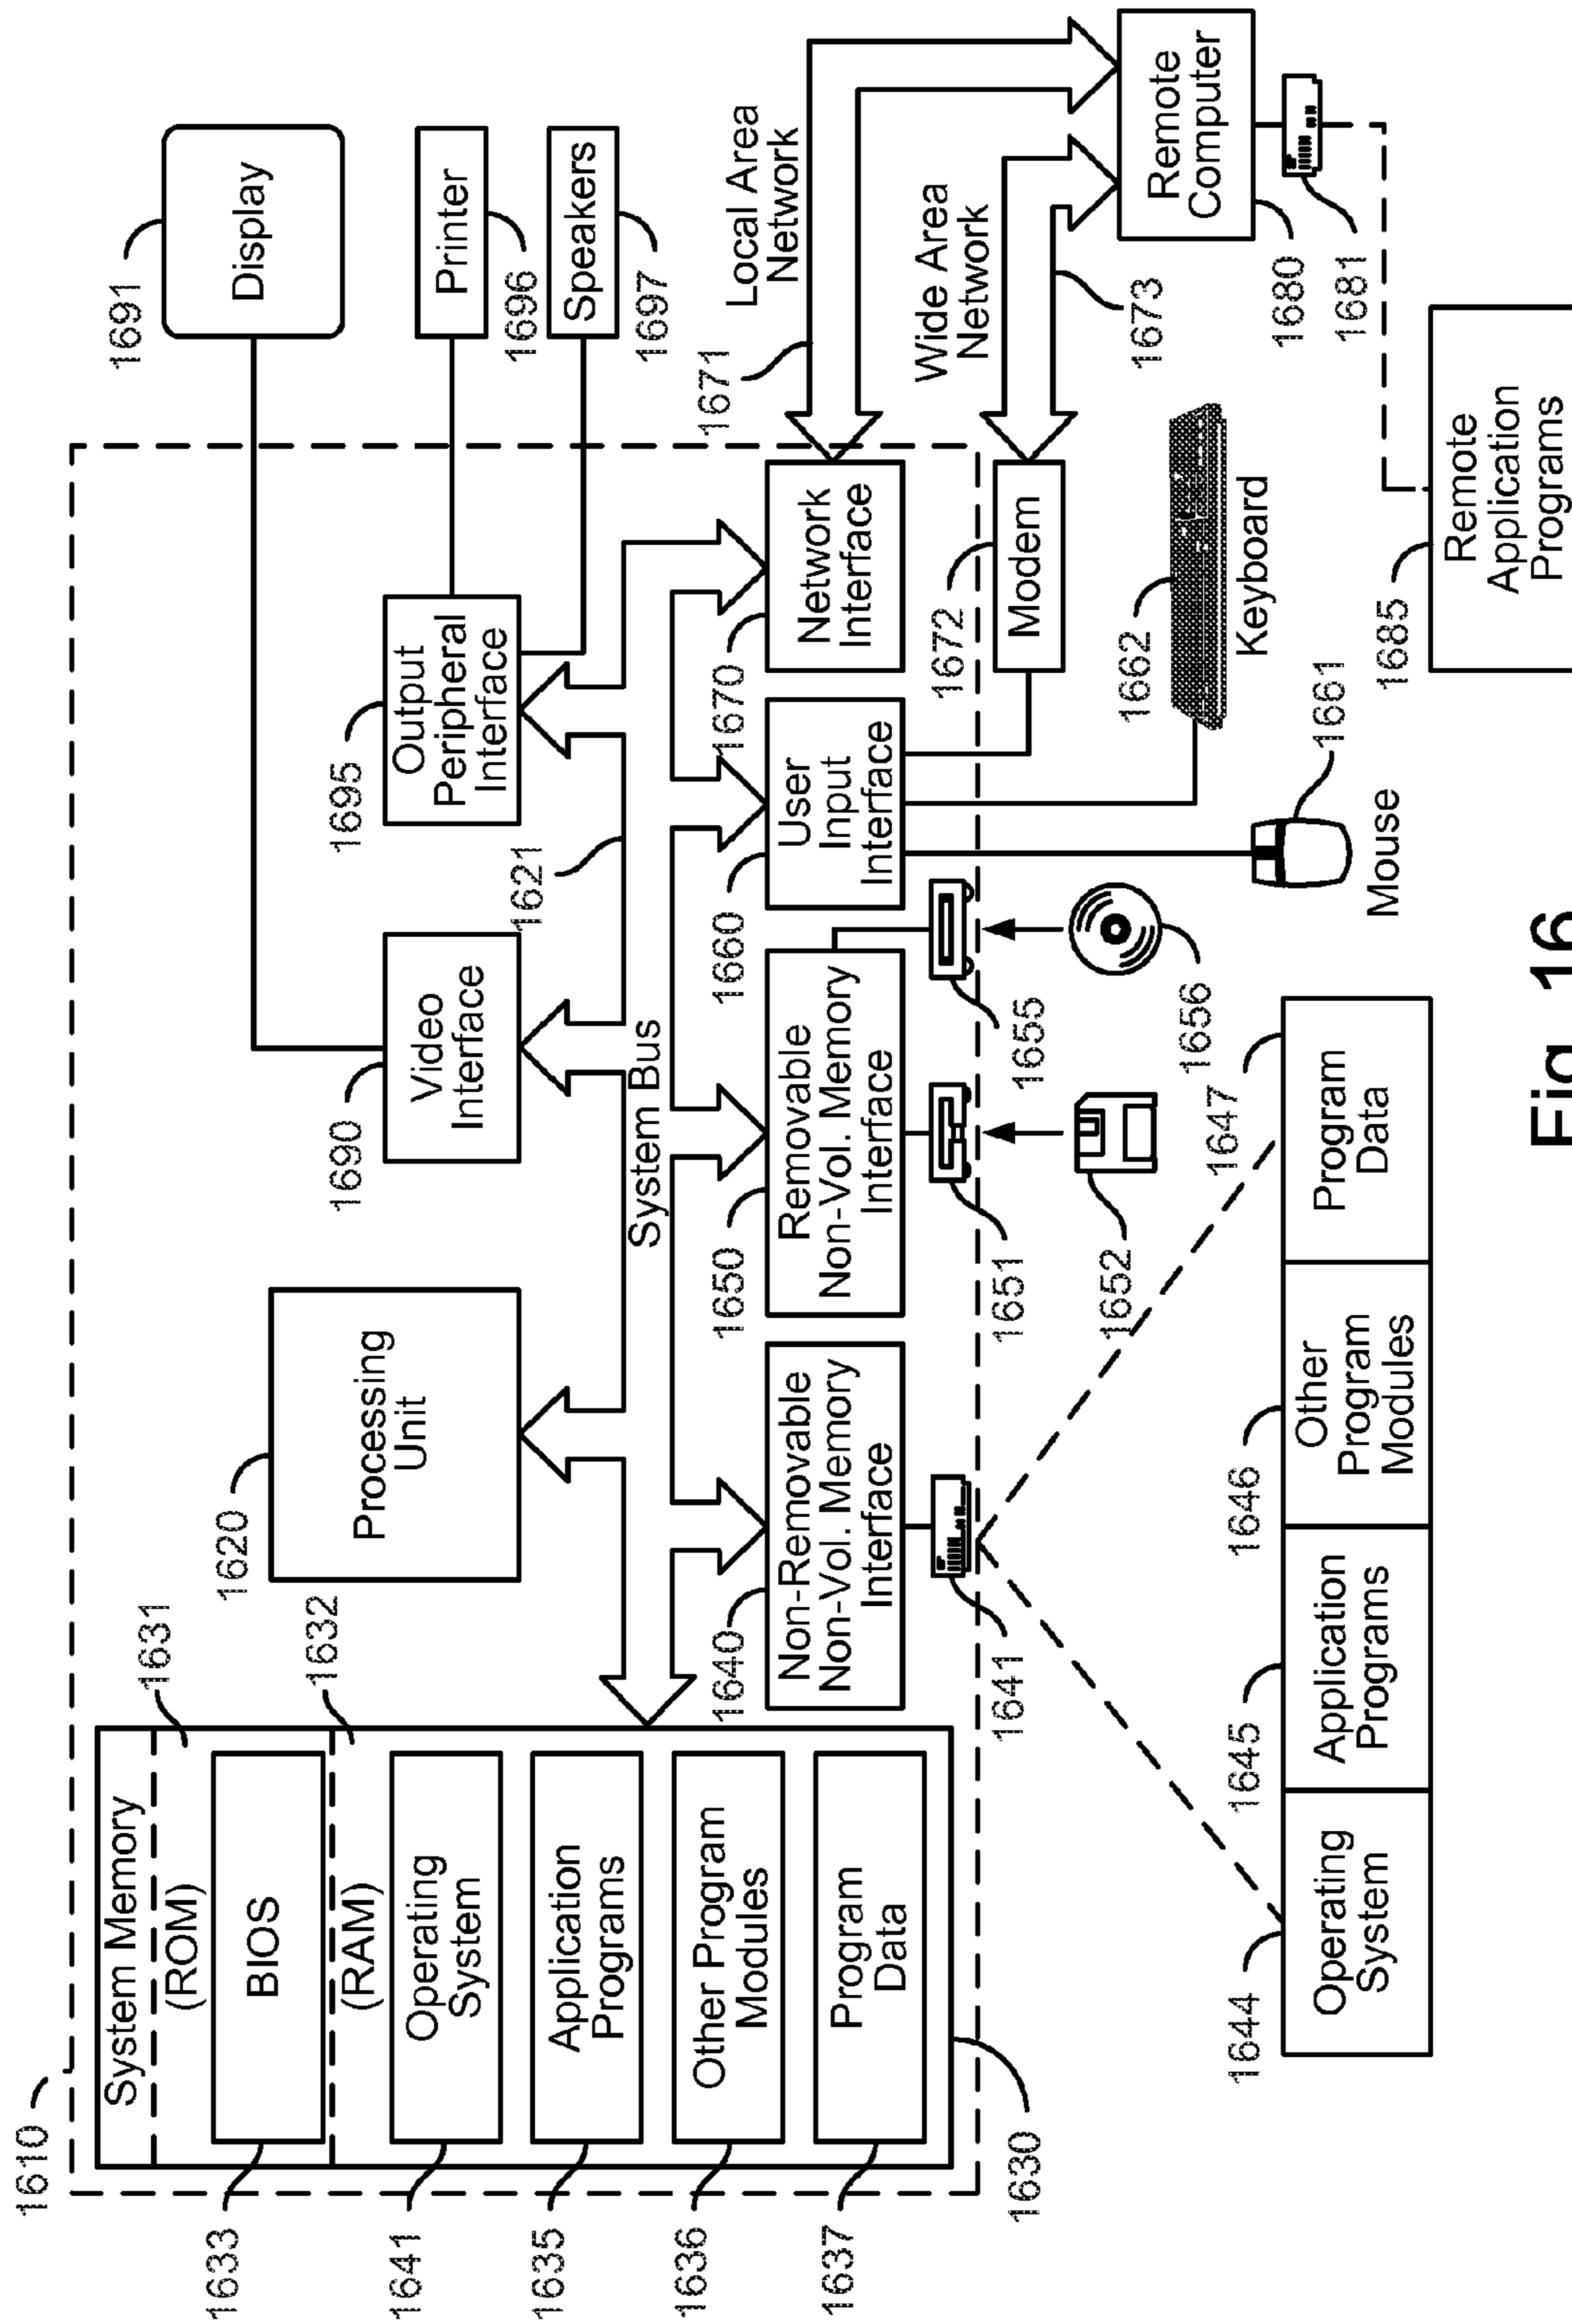 1610
System Memory
(ROM)
1631
BIOS
1633
(RAM)
1632
Operating
System
1641
Application
Programs
1635
Other Program
Modules
1636
Program
Data
1637
1630
1620
Processing
Unit
1690
Video
Interface
1695
Output
Peripheral
Interface
1691
Display
Printer
1696
Speakers
1697
System Bus
1621
1640
Non-Removable
Non-Vol. Memory
Interface
1650
Removable
Non-Vol. Memory
Interface
1660
User
Input
Interface
1670
Network
Interface
1671
Local Area
Network
1641
1651
1655
1672
Modem
Wide Area
Network
1673
1652
1656
1662
Keyboard
1661
Mouse
Remote
Computer
1680
1681
1644
Operating
System
1645
Application
Programs
1646
Other
Program
Modules
1647
Program
Data
1685
Remote
Application
Programs
Fig. 16